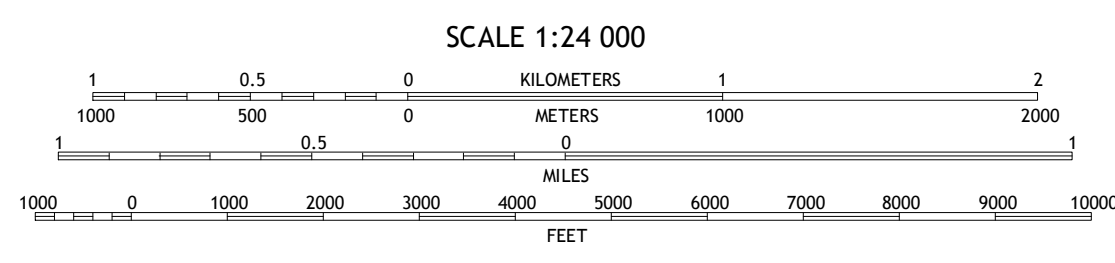 SCALE 1:24 000
1 0.5 0 KILOMETERS 1 2
1000 500 0 METERS 1000 2000
1 0.5 0 1
MILES
1000 0 1000 2000 3000 4000 5000 6000 7000 8000 9000 10000
FEET